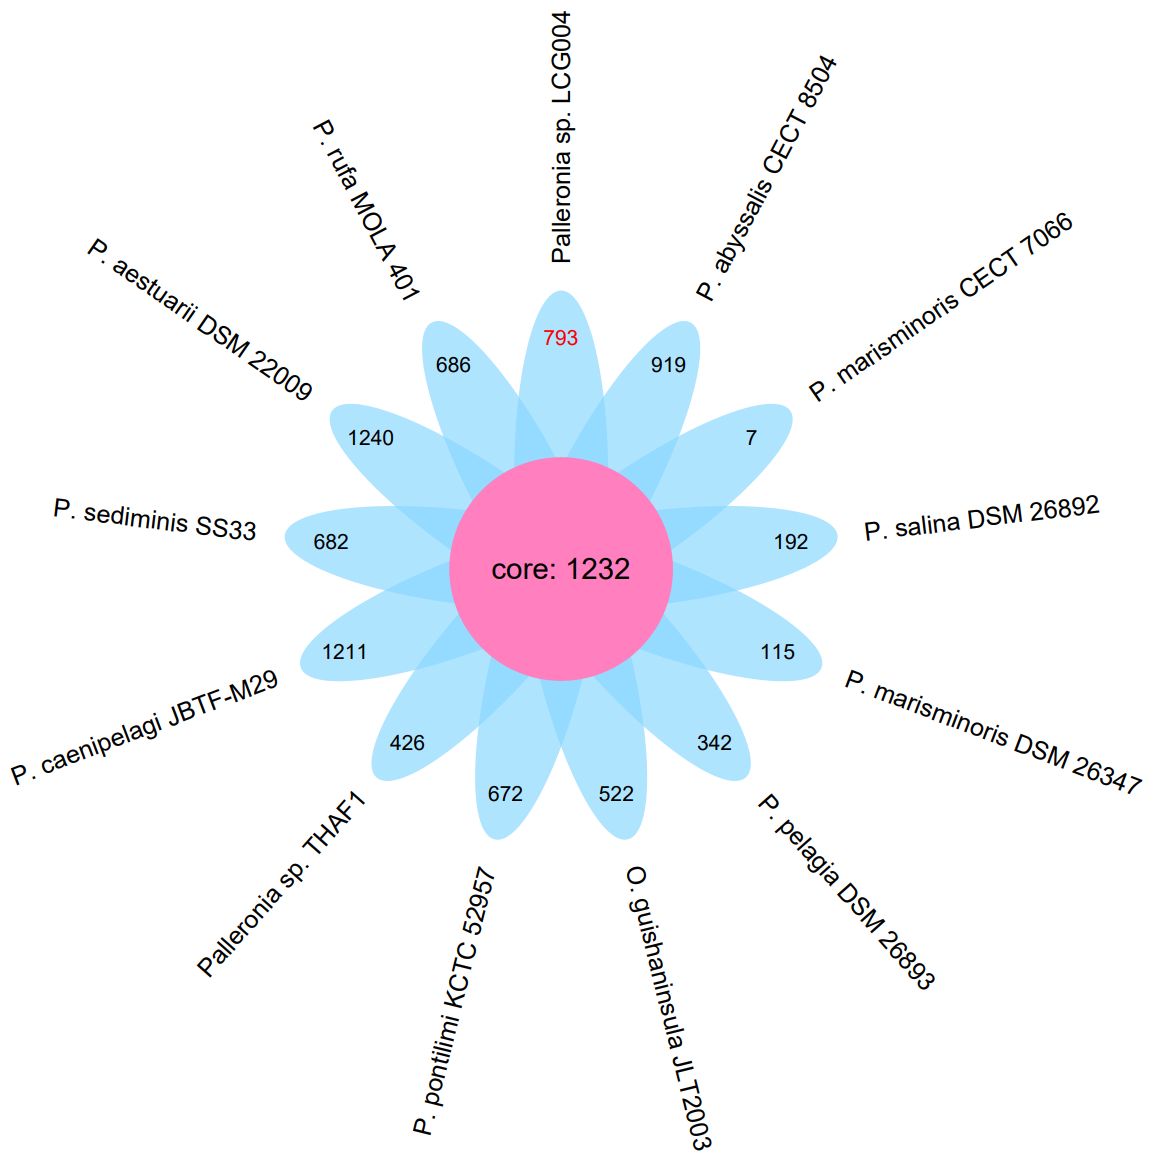 Palleronia sp. LCG004
793
P. abyssalis CECT 8504
919
P. marisminoris CECT 7066
7
P. salina DSM 26892
192
P. marisminoris DSM 26347
115
P. pelagia DSM 26893
342
O. guishaninsula JLT2003
522
P. pontilimi KCTC 52957
672
Palleronia sp. THAF1
426
P. caenipelagi JBTF-M29
1211
P. sediminis SS33
682
P. aestuarii DSM 22009
1240
P. rufa MOLA 401
686
core: 1232